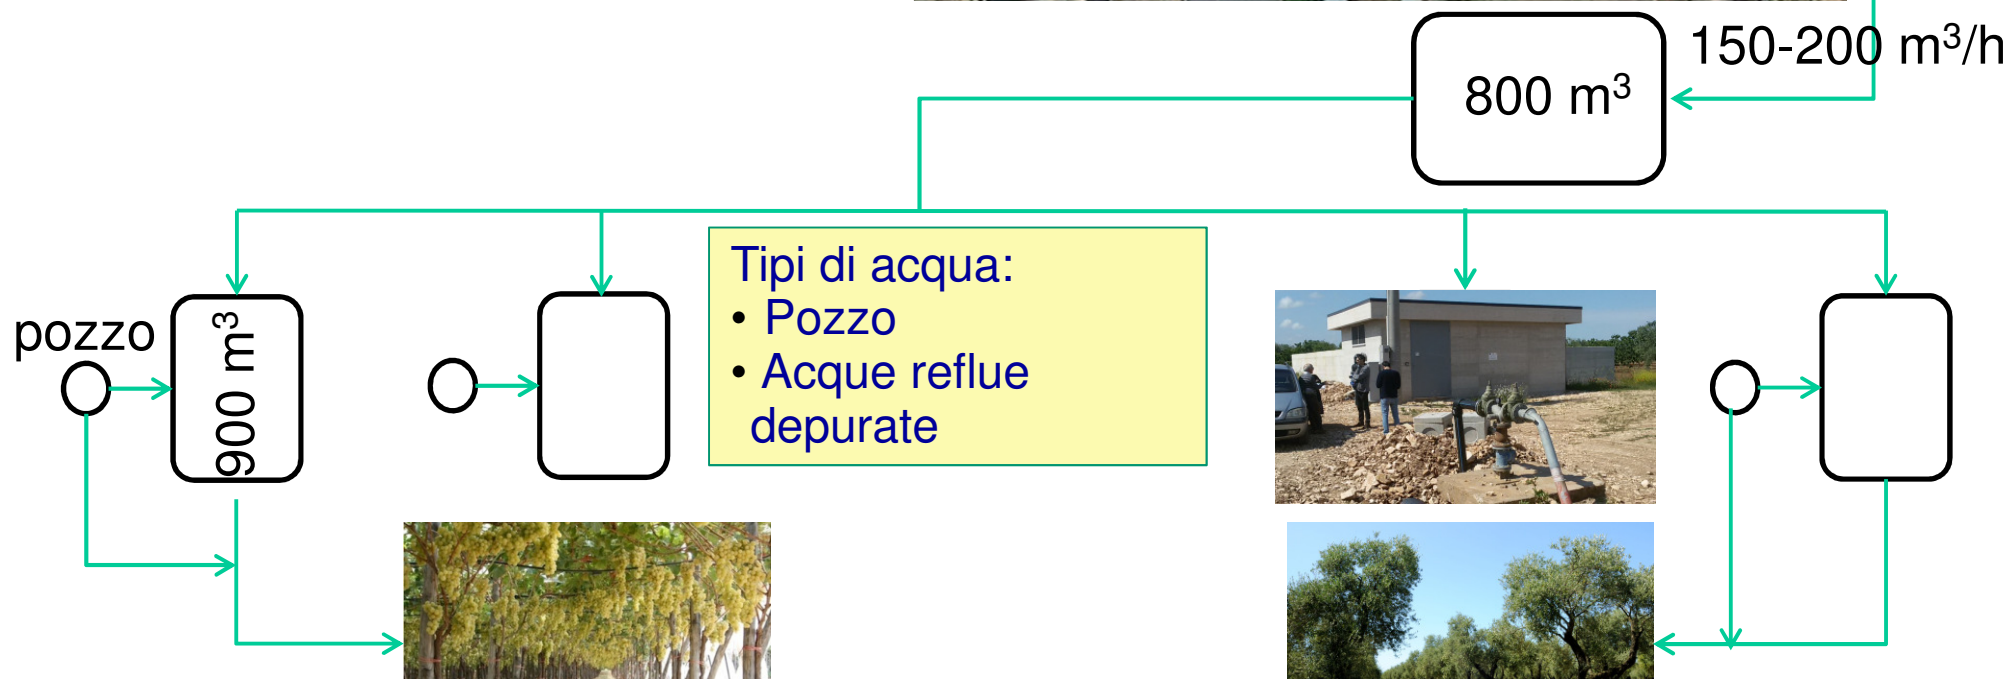 150-200 m³/h
800 m³
Tipi di acqua:
• Pozzo
• Acque reflue
depurate
pozzo
900 m³